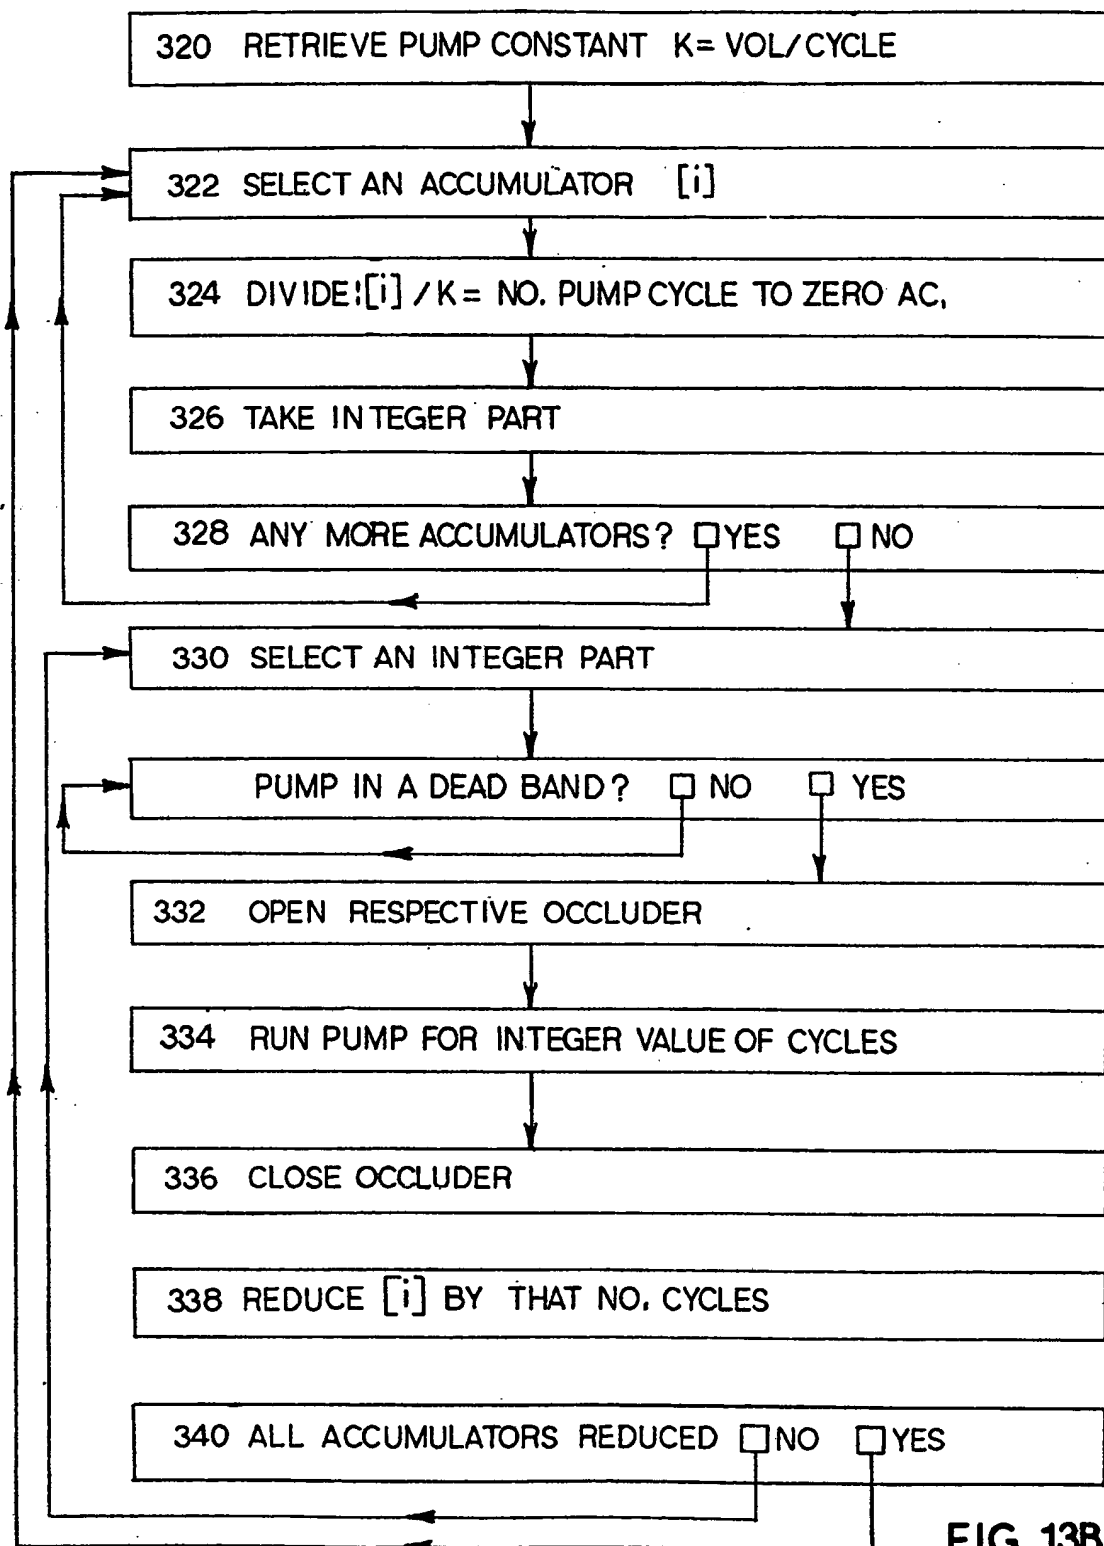 320 RETRIEVE PUMP CONSTANT K= VOL/CYCLE
322 SELECT AN ACCUMULATOR [i]
324 DIVIDE:[i] /K= NO. PUMP CYCLE TO ZERO AC.
326 TAKE INTEGER PART
328 ANY MORE ACCUMULATORS? YES NO
330 SELECT AN INTEGER PART
PUMP IN A DEAD BAND? NO YES
332 OPEN RESPECTIVE OCCLUDER
334 RUN PUMP FOR INTEGER VALUE OF CYCLES
336 CLOSE OCCLUDER
338 REDUCE [i] BY THAT NO. CYCLES
340 ALL ACCUMULATORS REDUCED NO YES
FIG. 13B